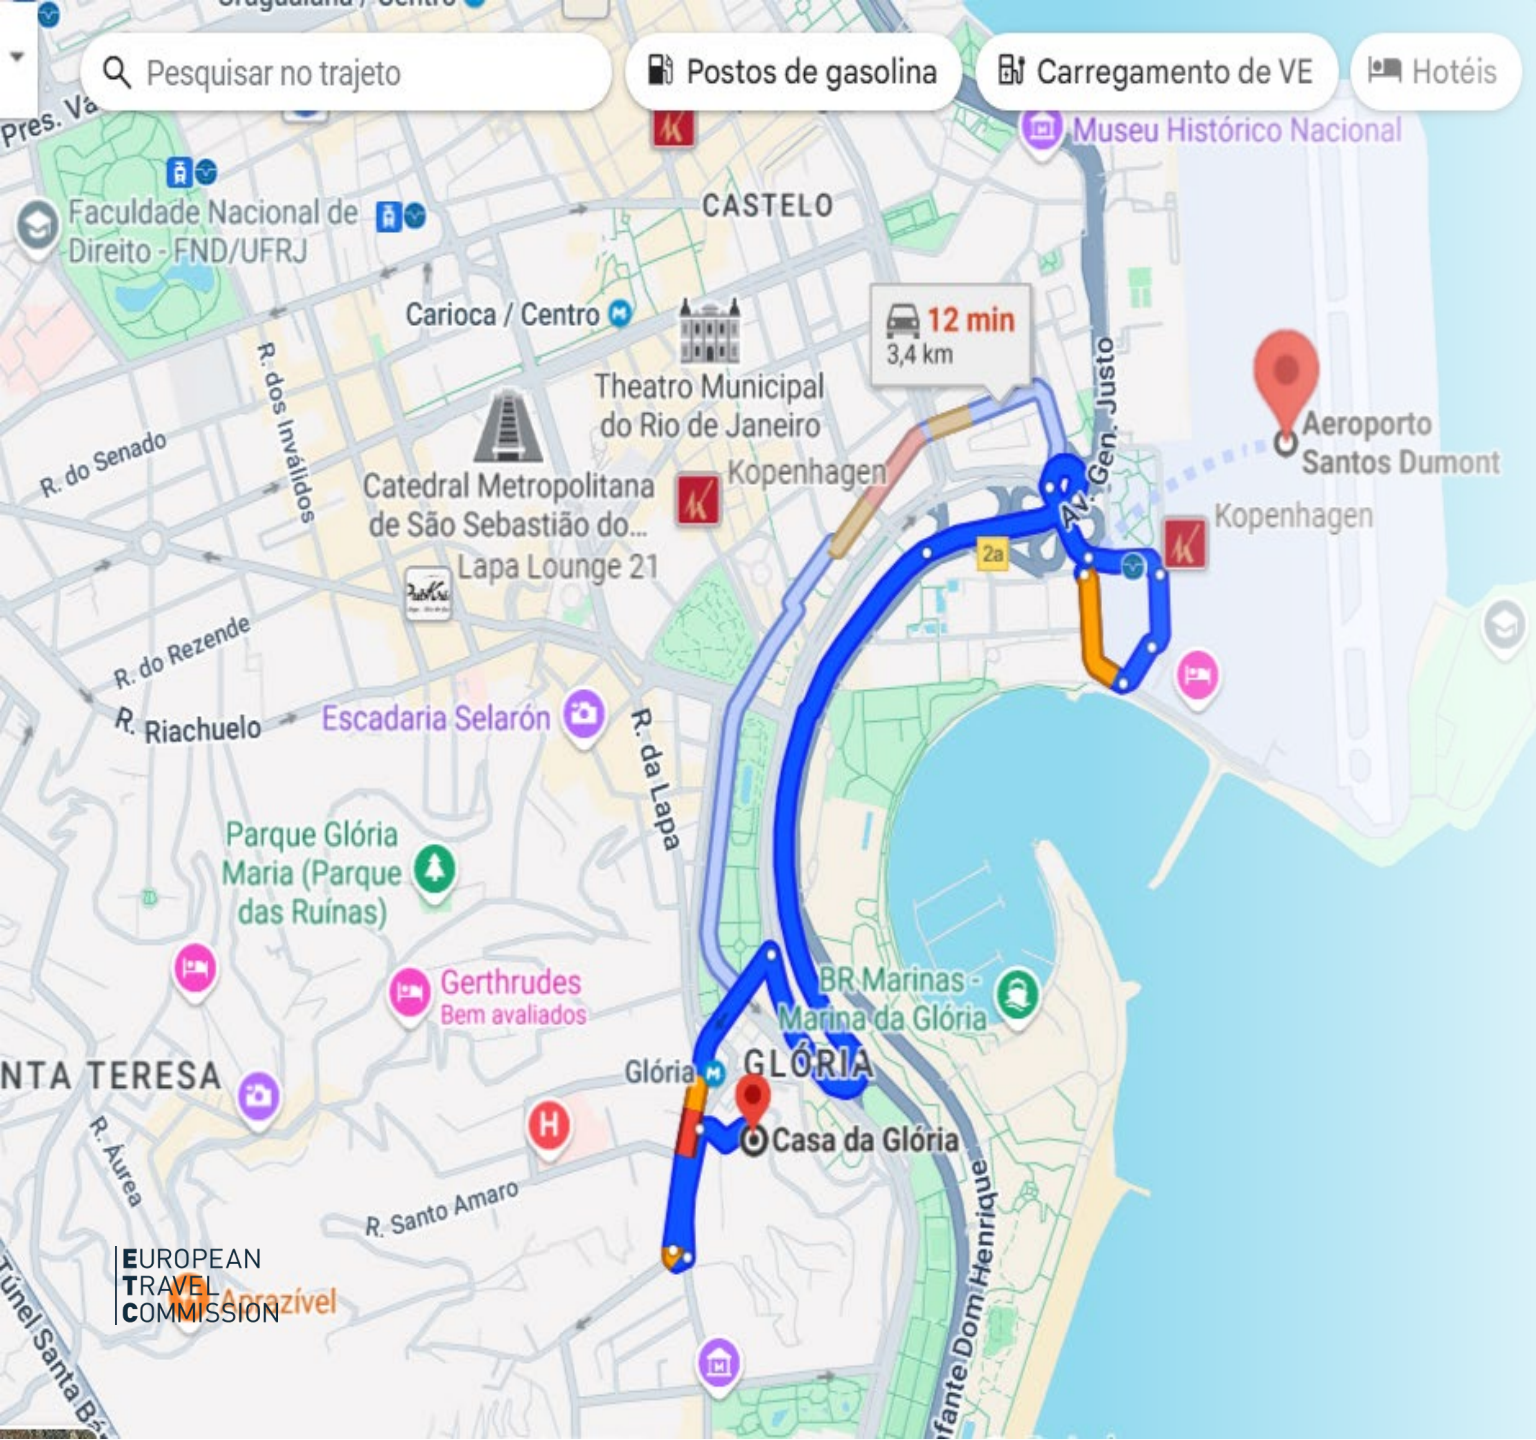 Uruguaiana / Centro
Pesquisar no trajeto
Postos de gasolina
Carregamento de VE
Hotéis
Pres. Va
Museu Histórico Nacional
Faculdade Nacional de
Direito - FND/UFRJ
CASTELO
Carioca / Centro
12 min
3,4 km
R. dos Inválidos
Theatro Municipal
do Rio de Janeiro
Av. Gen. Justo
Aeroporto
Santos Dumont
R. do Senado
Kopenhagen
Catedral Metropolitana
de São Sebastião do...
Kopenhagen
Lapa Lounge 21
2a
R. do Rezende
R. Riachuelo
Escadaria Selarón
R. da Lapa
Parque Glória
Maria (Parque
das Ruínas)
Gerthrudes
Bem avaliados
BR Marinas -
Marina da Glória
NTA TERESA
Glória
GLÓRIA
H
Casa da Glória
R. Áurea
R. Santo Amaro
EUROPEAN
TRAVEL
COMMISSION
Aprazível
Túnel Santa Bá
nfante Dom Henrique